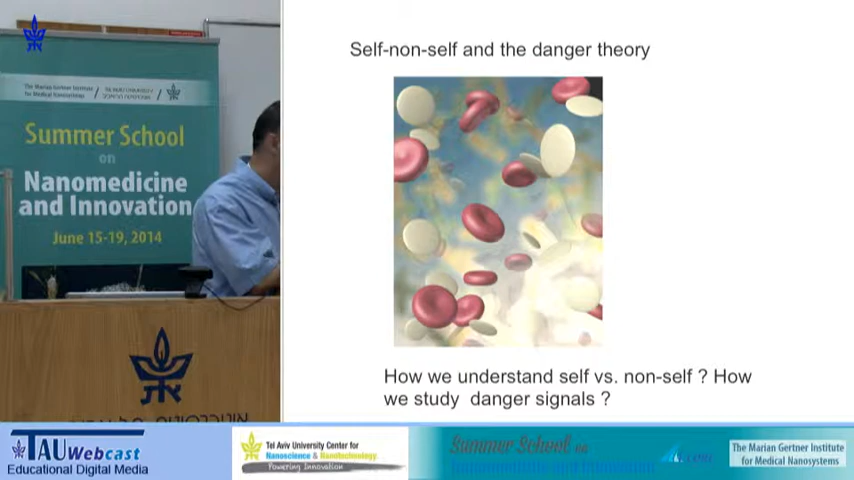 Self-non-self and the danger theory
The Marian Gertner Institute
for Medical Nanosystems
Summer School
on
Nanomedicine
and Innovation
June 15-19, 2014
How we understand self vs. non-self ? How
we study danger signals ?
TAU Webcast
Educational Digital Media
Tel Aviv University Center for
Nanoscience & Nanotechnology
Powering Innovation
Summer School on
The Marian Gertner Institute
for Medical Nanosystems